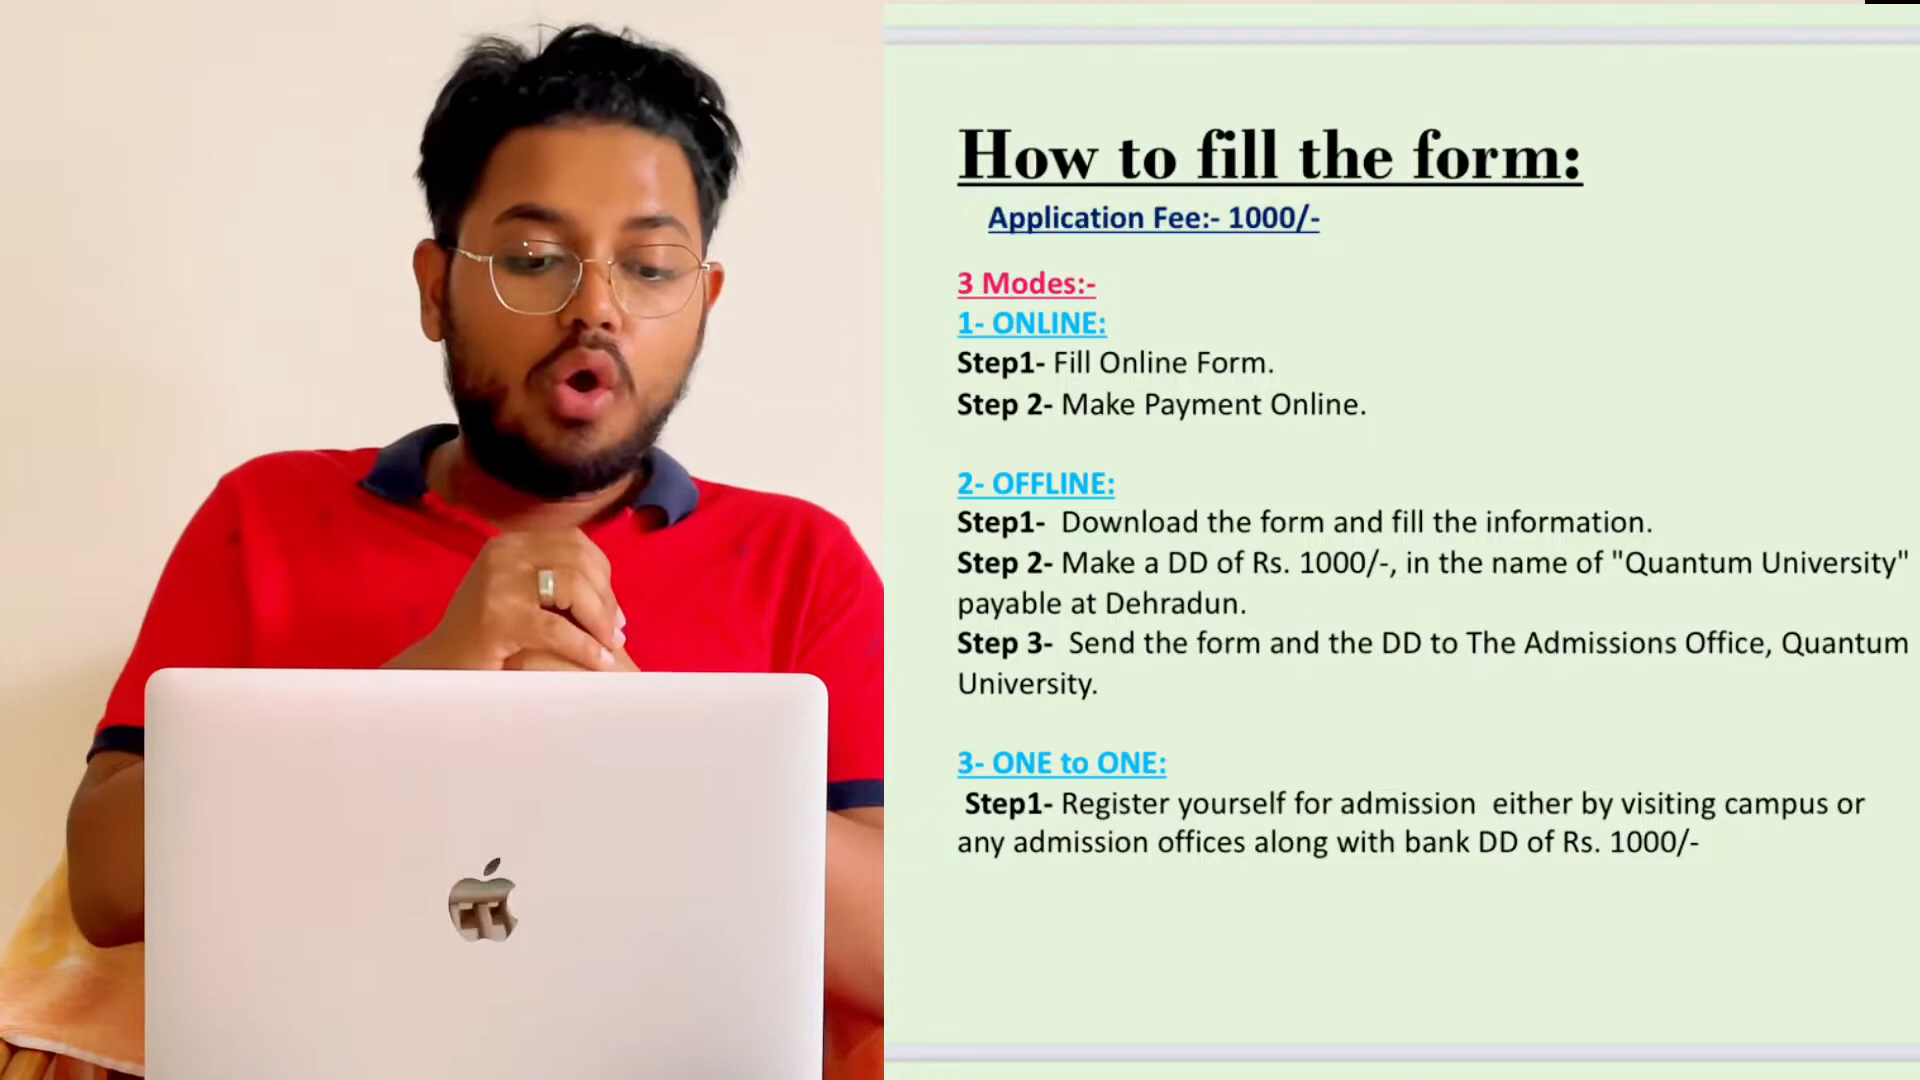 How to fill the form:
Application Fee:- 1000/-
3 Modes:-
1- ONLINE:
Step1- Fill Online Form.
Step 2- Make Payment Online.
2- OFFLINE:
Step1- Download the form and fill the information.
Step 2- Make a DD of Rs. 1000/-, in the name of "Quantum University"
payable at Dehradun.
Step 3- Send the form and the DD to The Admissions Office, Quantum
University.
3- ONE to ONE:
Step1- Register yourself for admission either by visiting campus or
any admission offices along with bank DD of Rs. 1000/-